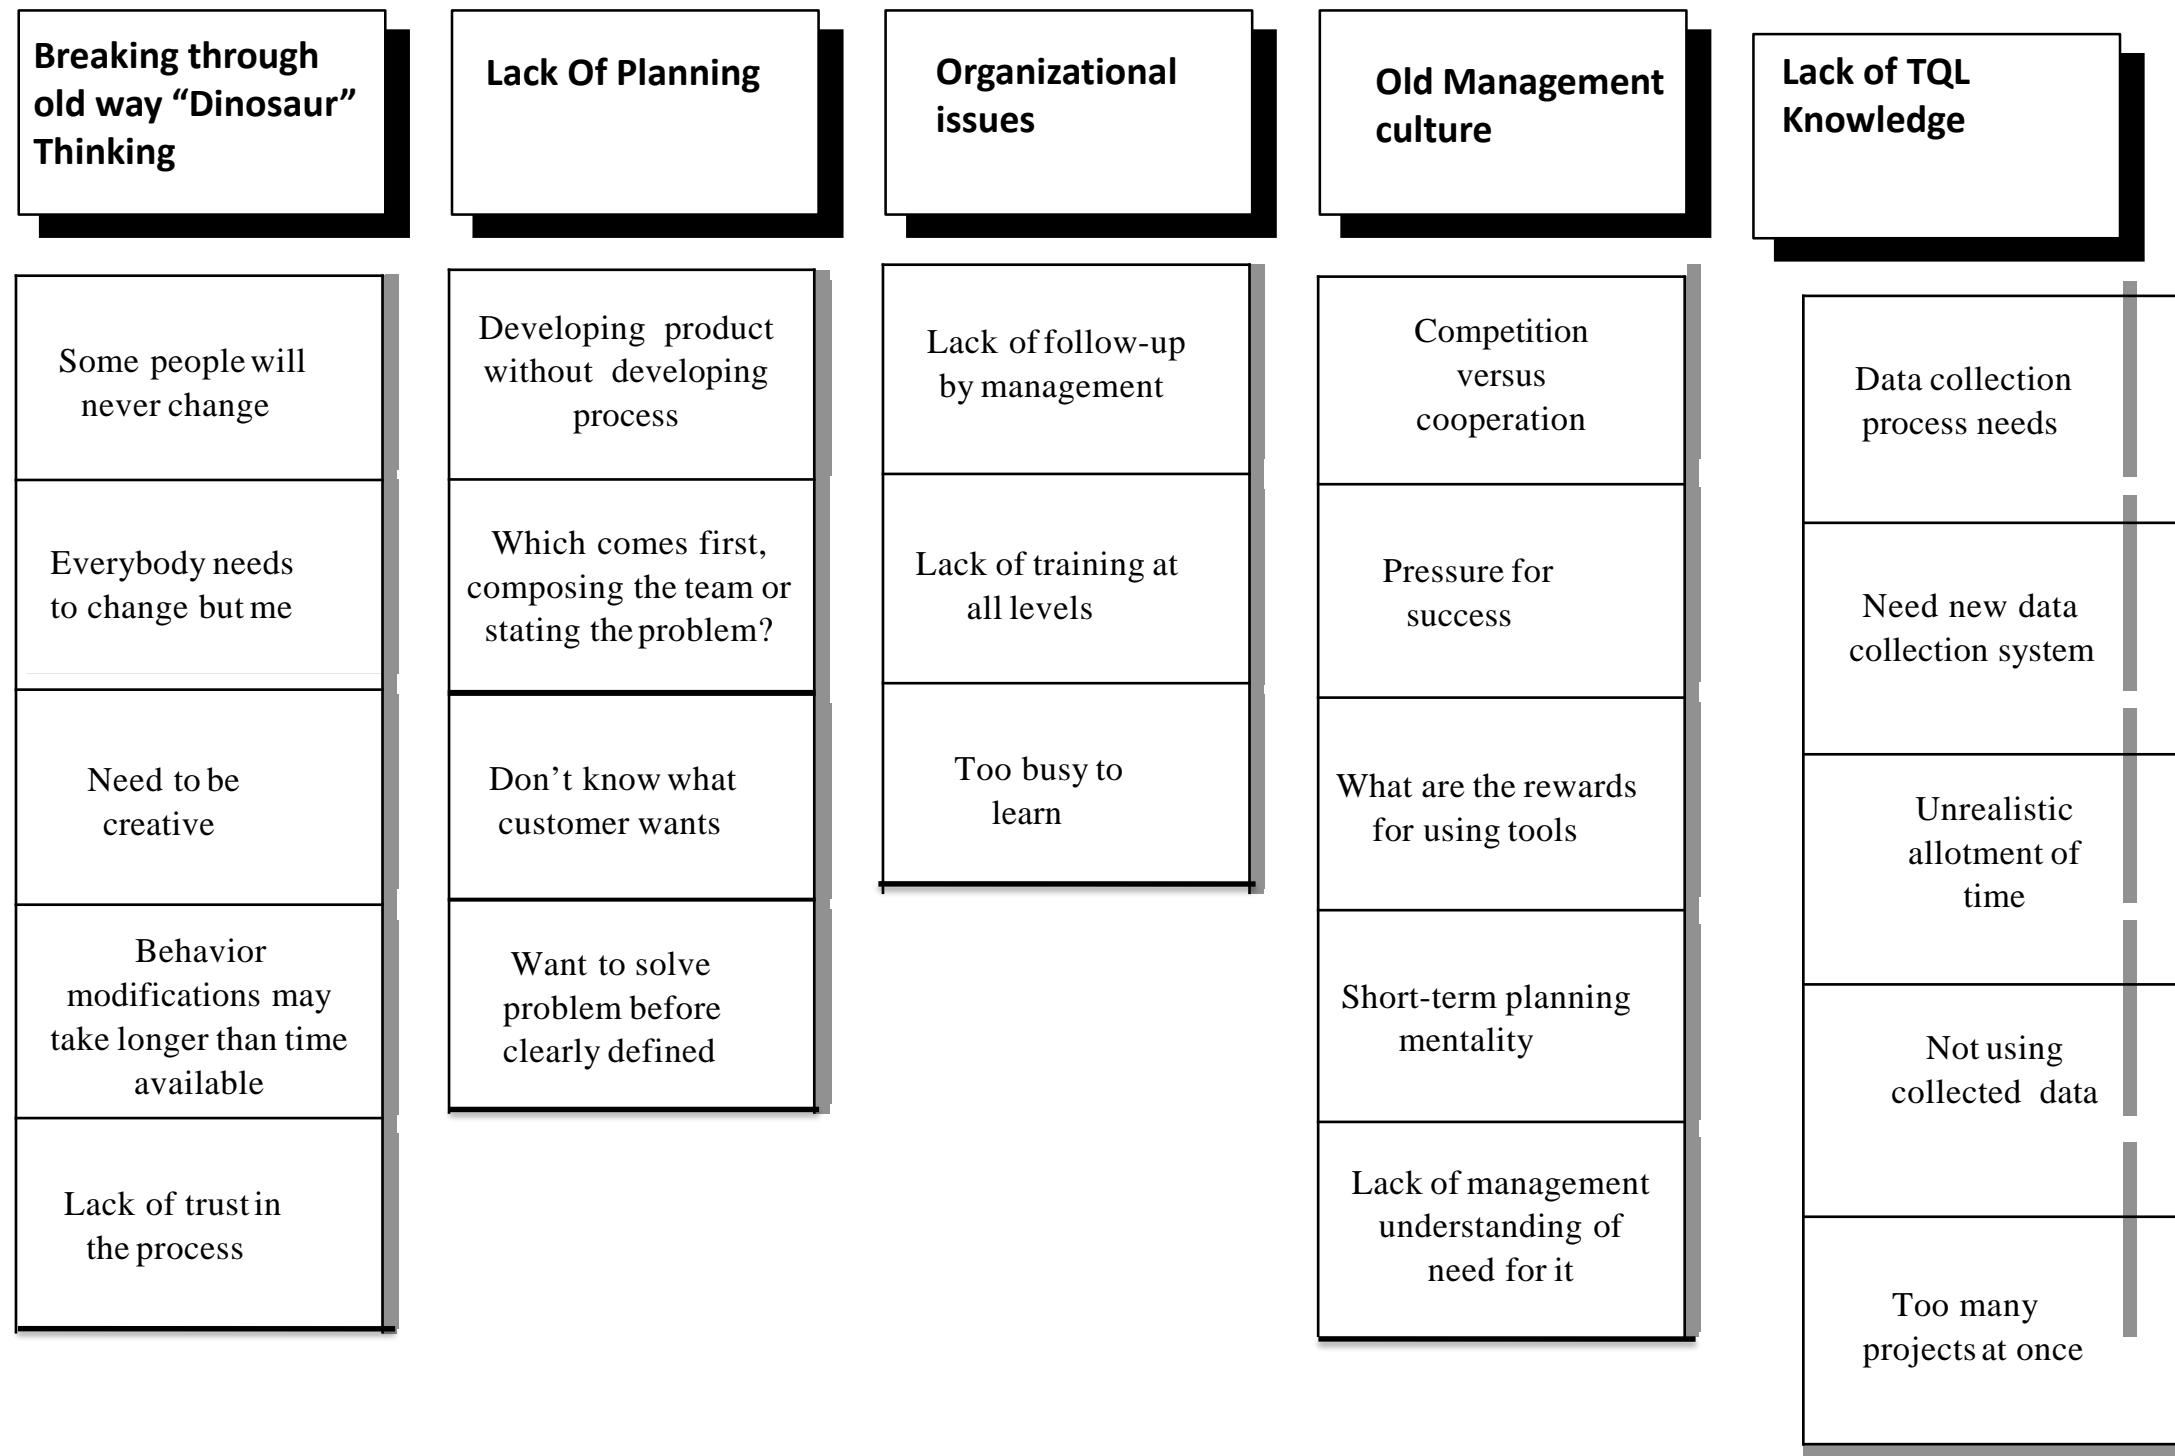 Breaking through
old way “Dinosaur”
Thinking
Some people will
never change
Everybody needs
to change but me
Need to be
creative
Behavior
modifications may
take longer than time
available
Lack of trust in
the process
Lack Of Planning
Developing product
without developing
process
Which comes first,
composing the team or
stating the problem?
Don’t know what
customer wants
Want to solve
problem before
clearly defined
Organizational
issues
Lack of follow-up
by management
Lack of training at
all levels
Too busy to
learn
Old Management
culture
Competition
versus
cooperation
Pressure for
success
What are the rewards
for using tools
Short-term planning
mentality
Lack of management
understanding of
need for it
Lack of TQL
Knowledge
Data collection
process needs
Need new data
collection system
Unrealistic
allotment of
time
Not using
collected data
Too many
projects at once